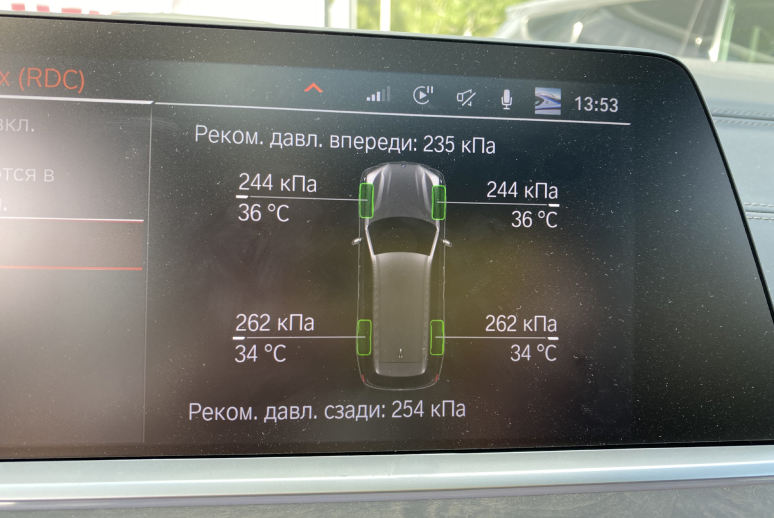 x (RDC)
13:53
вкл.
тся в
Реком. давл. впереди: 235 кПа
244 кПа
36 °C
244 кПа
36 °C
262 кПа
34 °C
262 кПа
34 °C
Реком. давл. сзади: 254 кПа